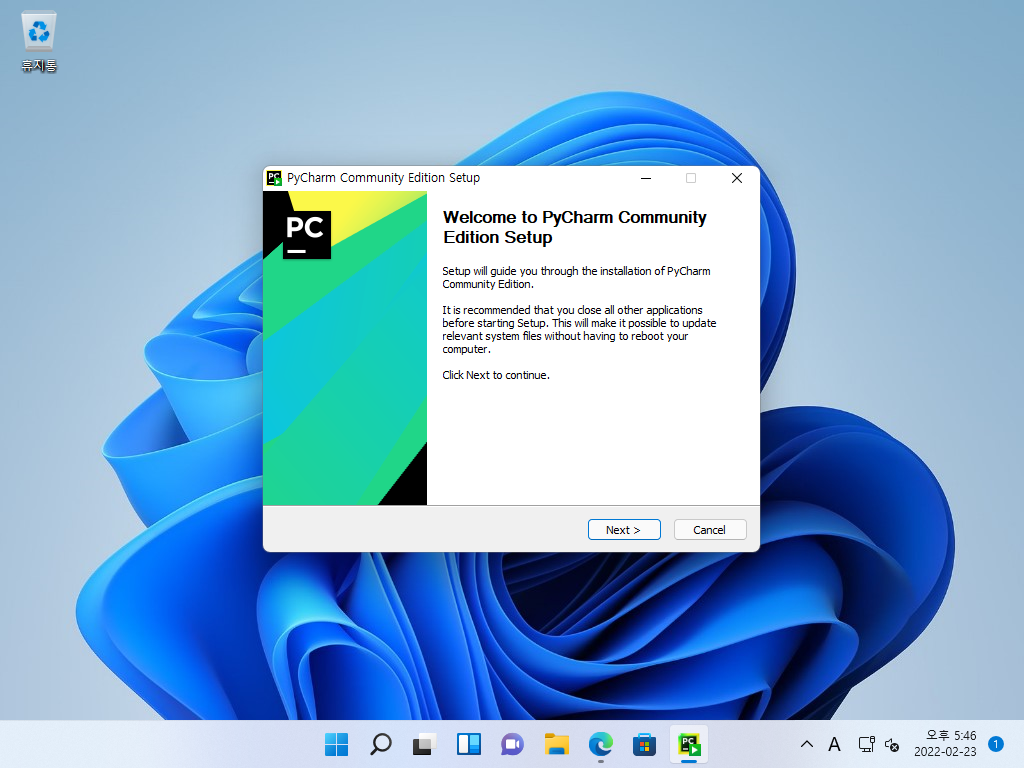 휴지통
PC PyCharm Community Edition Setup
PC
Welcome to PyCharm Community
Edition Setup
Setup will guide you through the installation of PyCharm
Community Edition.
It is recommended that you close all other applications
before starting Setup. This will make it possible to update
relevant system files without having to reboot your
computer.
Click Next to continue.
Next >
Cancel
PC
A
오후 5:46
2022-02-23
1